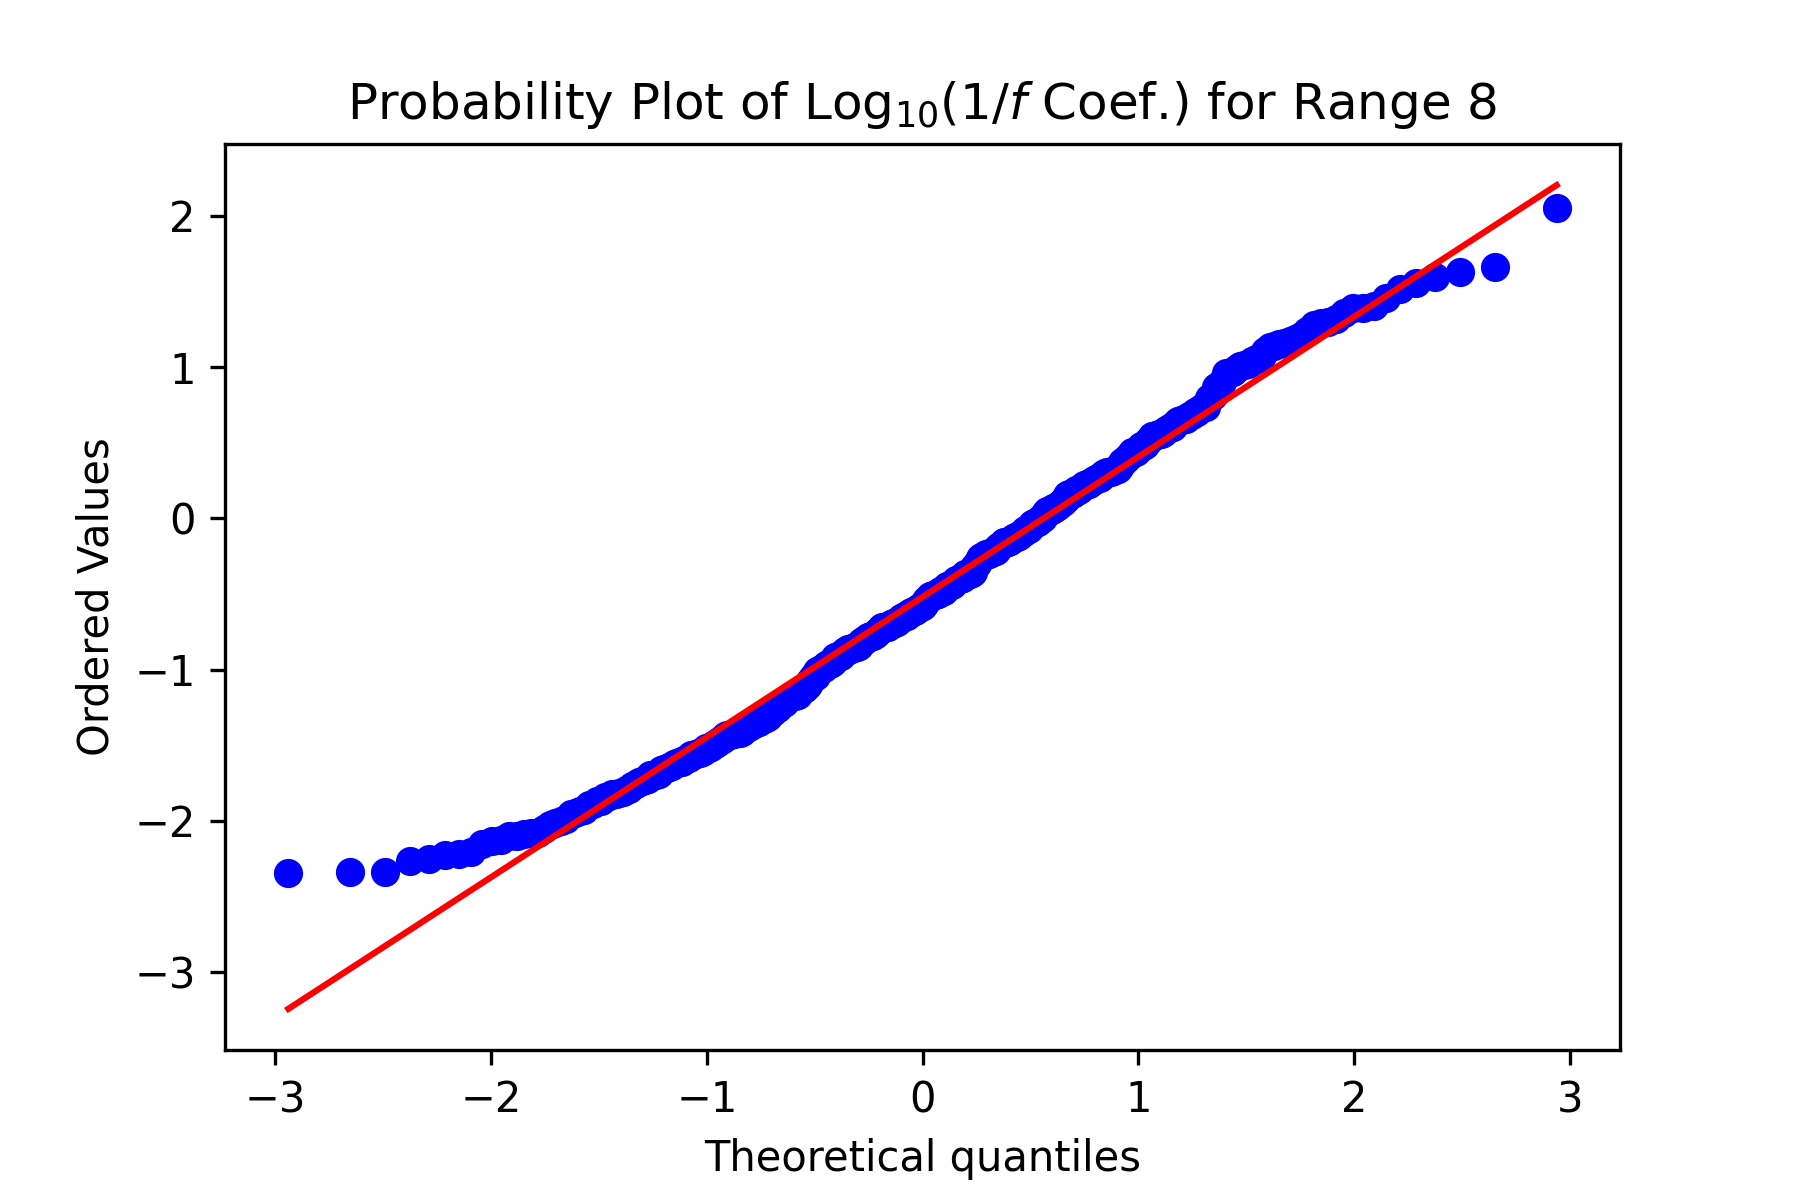 Probability Plot of Log₁₀(1/f Coef.) for Range 8
2
1
0
−1
−2
−3
Ordered Values
−3 −2 −1 0 1 2 3
Theoretical quantiles